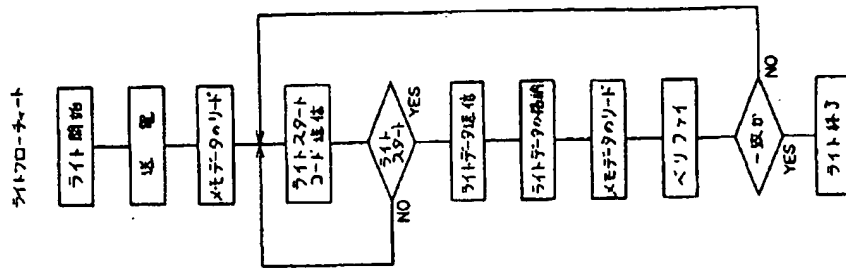 ライトフローチャート
ライト開始
送電
メモデータのリード
ライトスタート
コード送信
ライト
スタート
YES
NO
ライトデータ送信
ライトデータの格納
メモデータのリード
ベリファイ
一致か
NO
YES
ライト終了